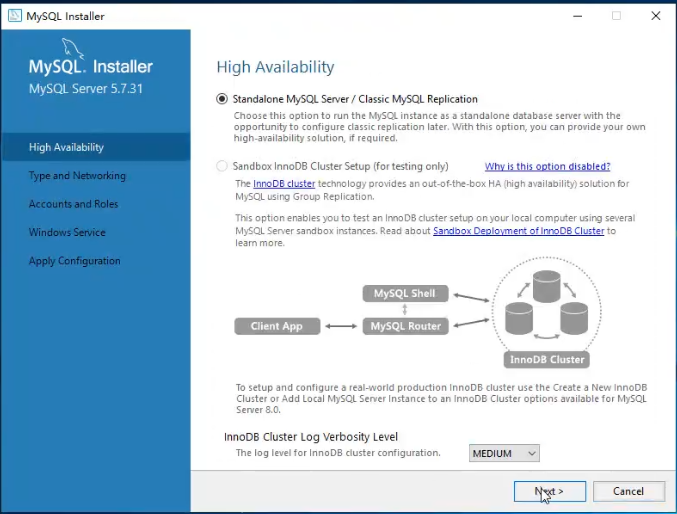 MySQL Installer
MySQL. Installer
MySQL Server 5.7.31
High Availability
Type and Networking
Accounts and Roles
Windows Service
Apply Configuration
High Availability
Standalone MySQL Server / Classic MySQL Replication
Choose this option to run the MySQL instance as a standalone database server with the
opportunity to configure classic replication later. With this option, you can provide your own
high-availability solution, if required.
Sandbox InnoDB Cluster Setup (for testing only) Why is this option disabled?
The InnoDB cluster technology provides an out-of-the-box HA (high availability) solution for
MySQL using Group Replication.
This option enables you to test an InnoDB cluster setup on your local computer using several
MySQL Server sandbox instances. Read about Sandbox Deployment of InnoDB Cluster to
learn more.
MySQL Shell
Client App
MySQL Router
InnoDB Cluster
To setup and configure a real-world production InnoDB cluster use the Create a New InnoDB
Cluster or Add Local MySQL Server Instance to an InnoDB Cluster options available for MySQL
Server 8.0.
InnoDB Cluster Log Verbosity Level
The log level for InnoDB cluster configuration. MEDIUM
Next > Cancel